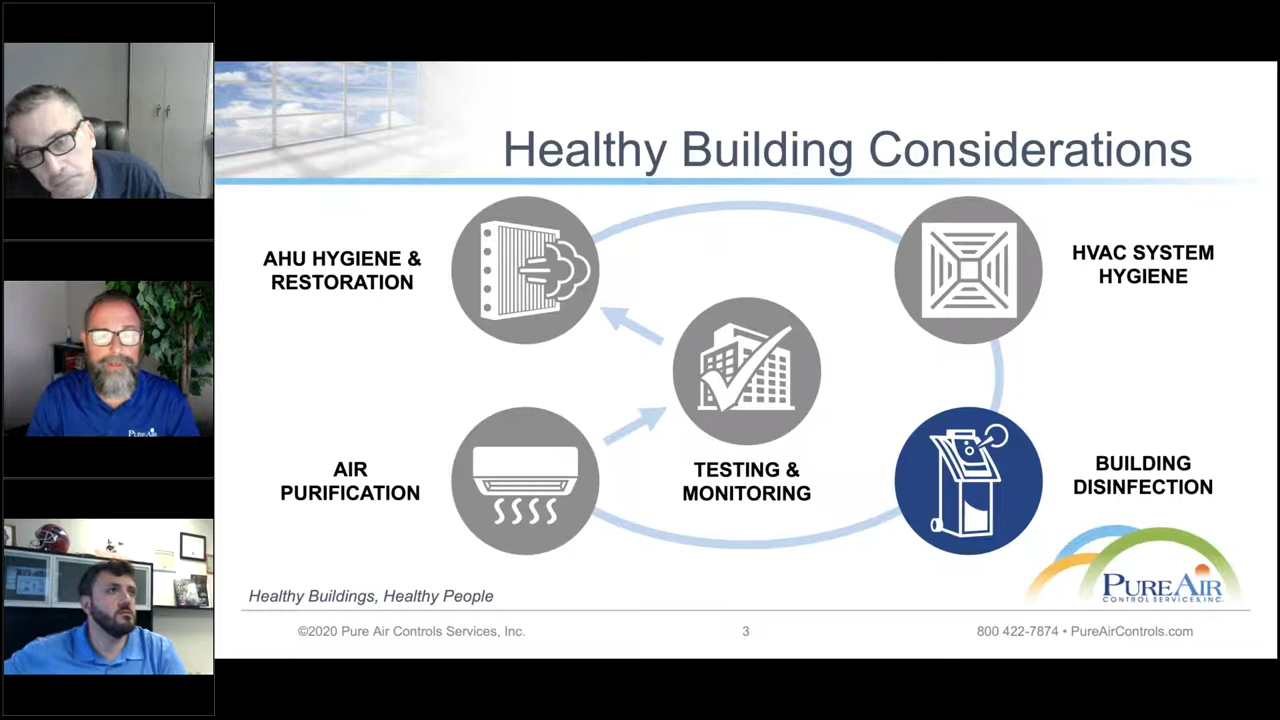 Healthy Building Considerations
AHU HYGIENE &
RESTORATION
HVAC SYSTEM
HYGIENE
AIR
PURIFICATION
TESTING &
MONITORING
BUILDING
DISINFECTION
PUREAIR
CONTROL SERVICES, INC.
Healthy Buildings, Healthy People
©2020 Pure Air Controls Services, Inc.
3
800 422-7874 • PureAirControls.com
PUREAIR